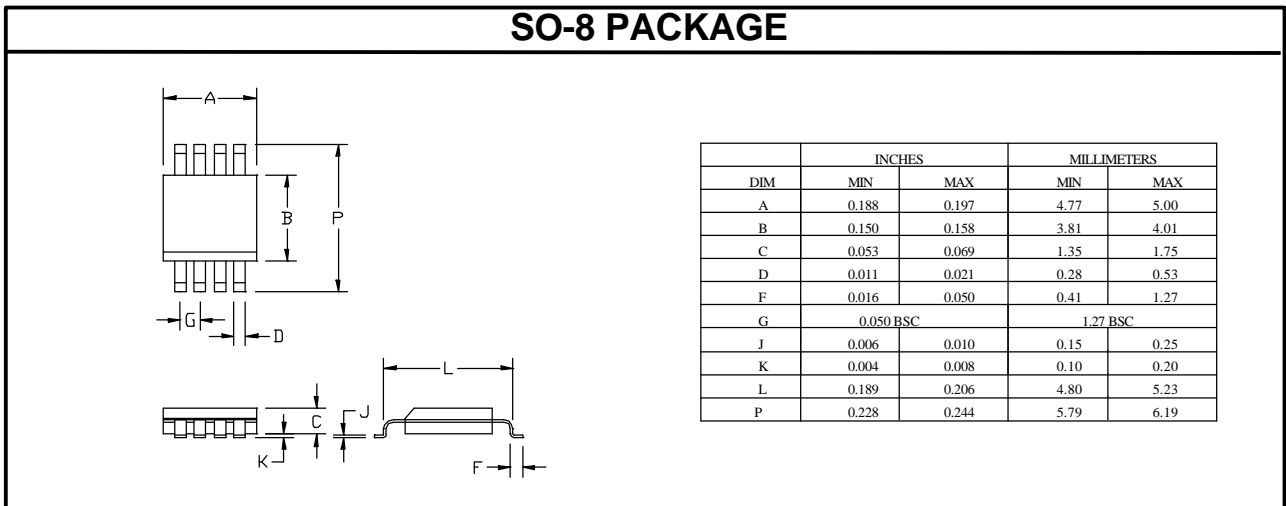 SO-8 PACKAGE
A
B
P
G
D
L
J
C
K
F
INCHES MILLIMETERS
DIM MIN MAX MIN MAX
A 0.188 0.197 4.77 5.00
B 0.150 0.158 3.81 4.01
C 0.053 0.069 1.35 1.75
D 0.011 0.021 0.28 0.53
F 0.016 0.050 0.41 1.27
G 0.050 BSC 1.27 BSC
J 0.006 0.010 0.15 0.25
K 0.004 0.008 0.10 0.20
L 0.189 0.206 4.80 5.23
P 0.228 0.244 5.79 6.19